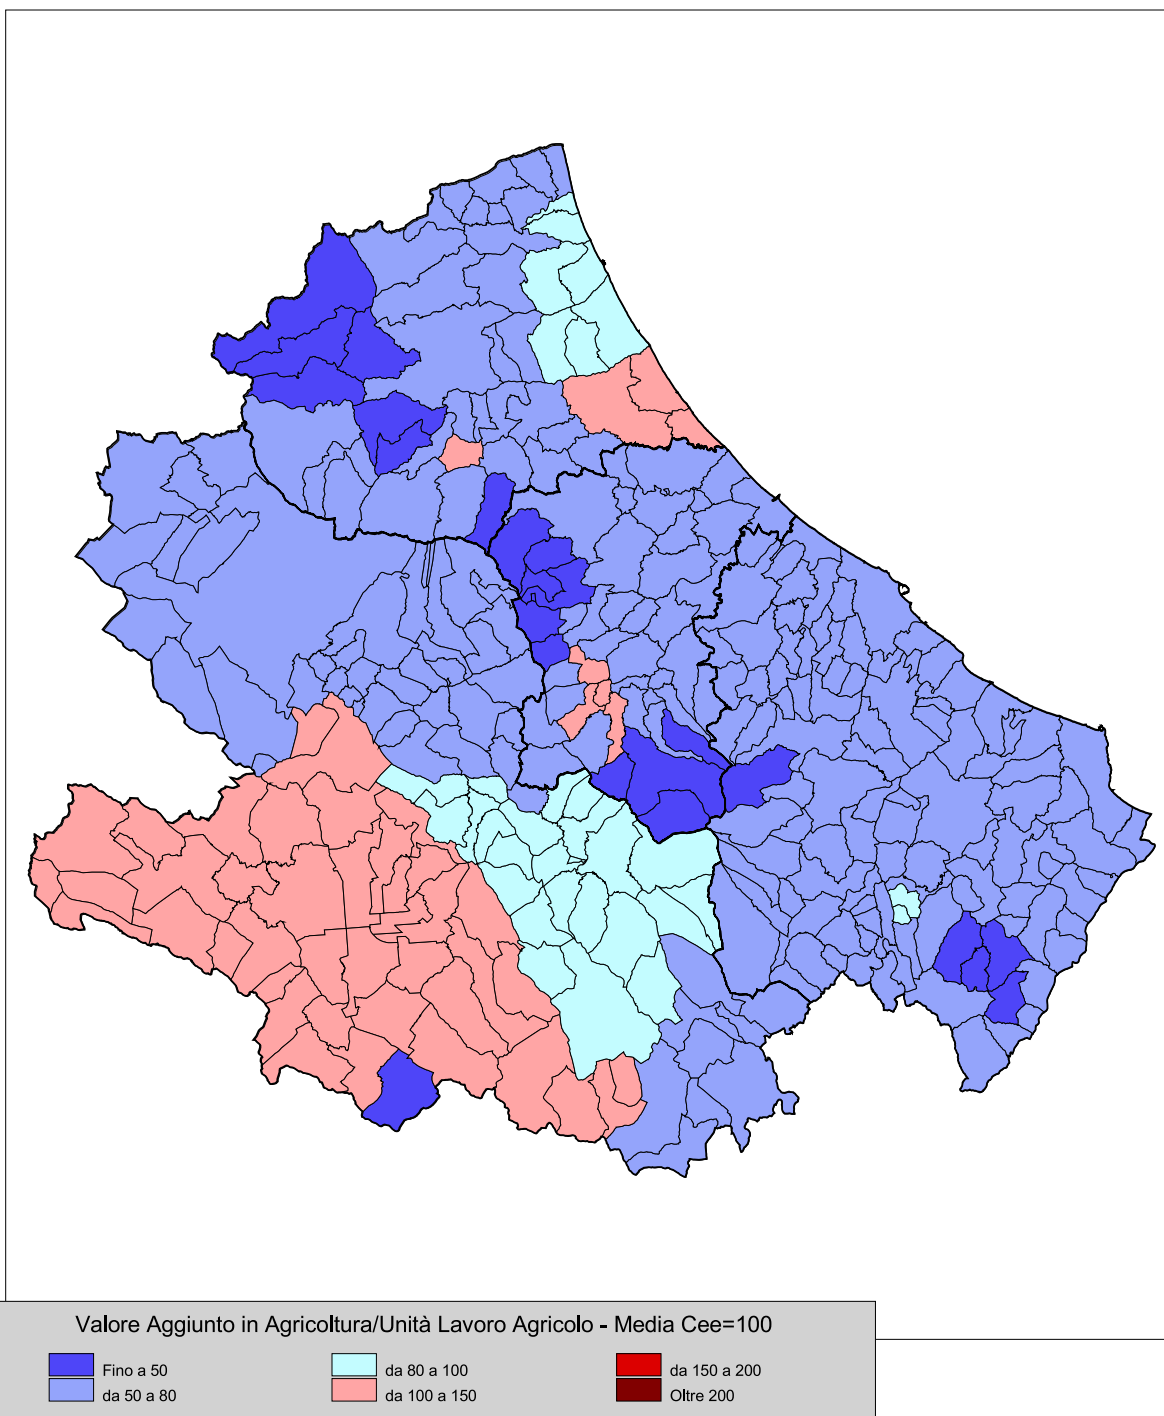 Valore Aggiunto in Agricoltura/Unità Lavoro Agricolo - Media Cee=100
Fino a 50
da 80 a 100
da 150 a 200
da 50 a 80
da 100 a 150
Oltre 200